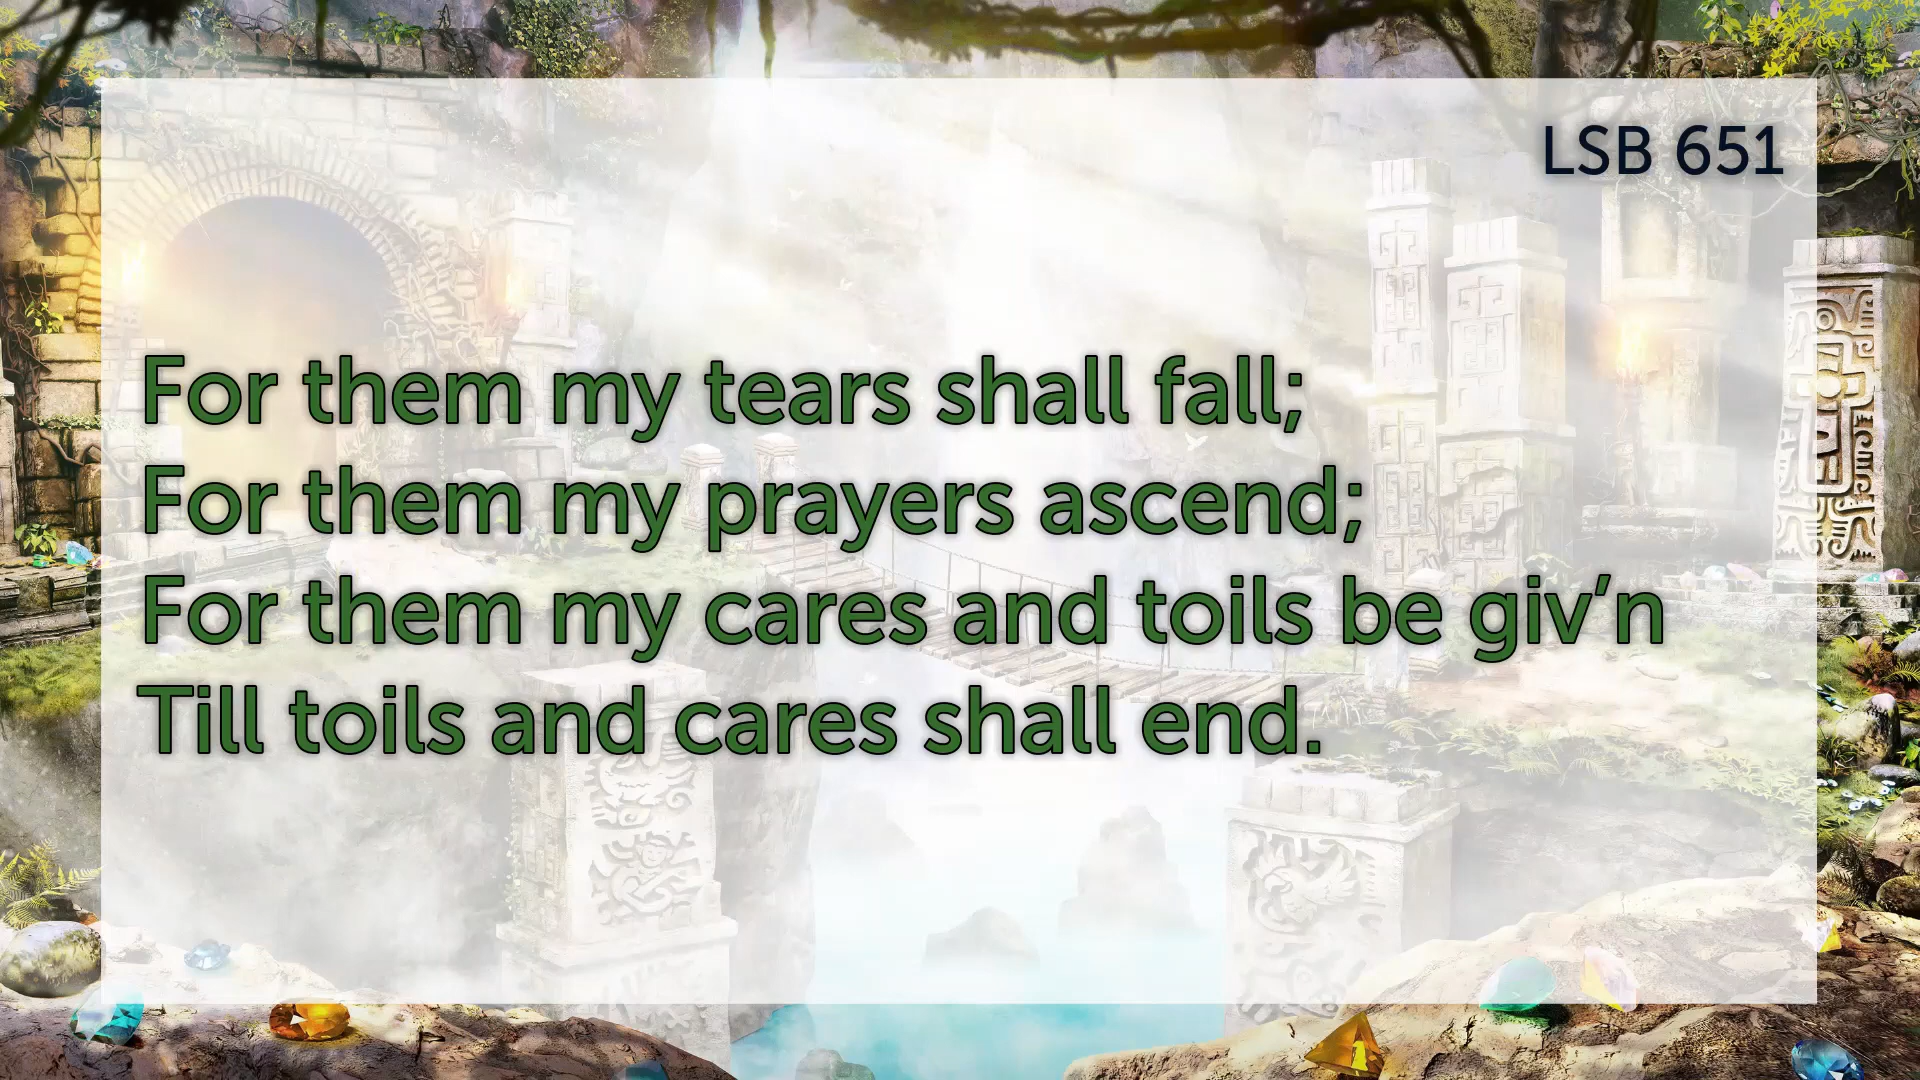 LSB 651
For them my tears shall fall;
For them my prayers ascend;
For them my cares and toils be giv’n
Till toils and cares shall end.